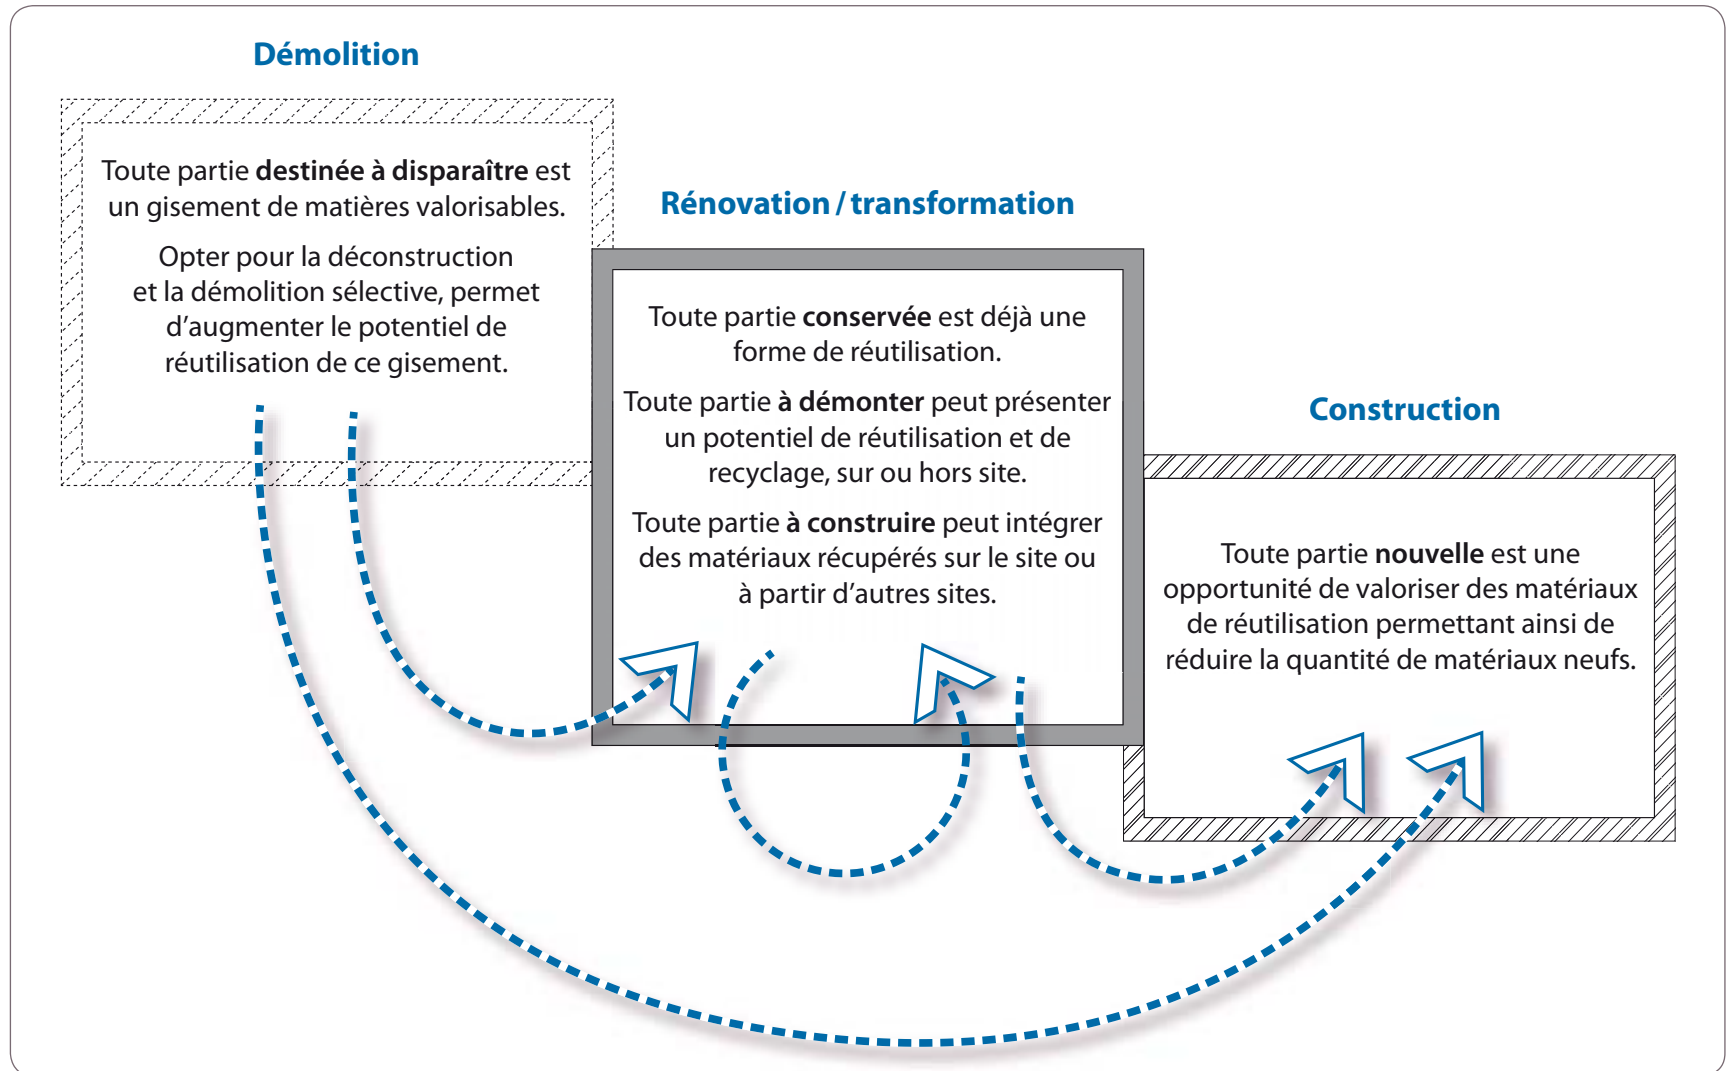 Démolition
Toute partie destinée à disparaître est
un gisement de matières valorisables.
Opter pour la déconstruction
et la démolition sélective, permet
d’augmenter le potentiel de
réutilisation de ce gisement.
Rénovation / transformation
Toute partie conservée est déjà une
forme de réutilisation.
Toute partie à démonter peut présenter
un potentiel de réutilisation et de
recyclage, sur ou hors site.
Toute partie à construire peut intégrer
des matériaux récupérés sur le site ou
à partir d’autres sites.
Construction
Toute partie nouvelle est une
opportunité de valoriser des matériaux
de réutilisation permettant ainsi de
réduire la quantité de matériaux neufs.